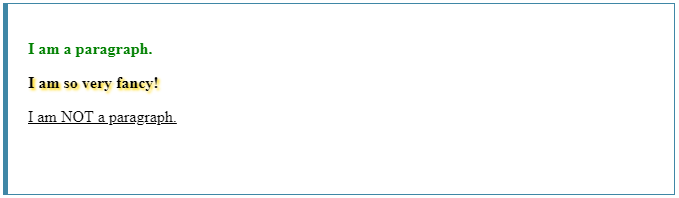 I am a paragraph.
I am so very fancy!
I am NOT a paragraph.